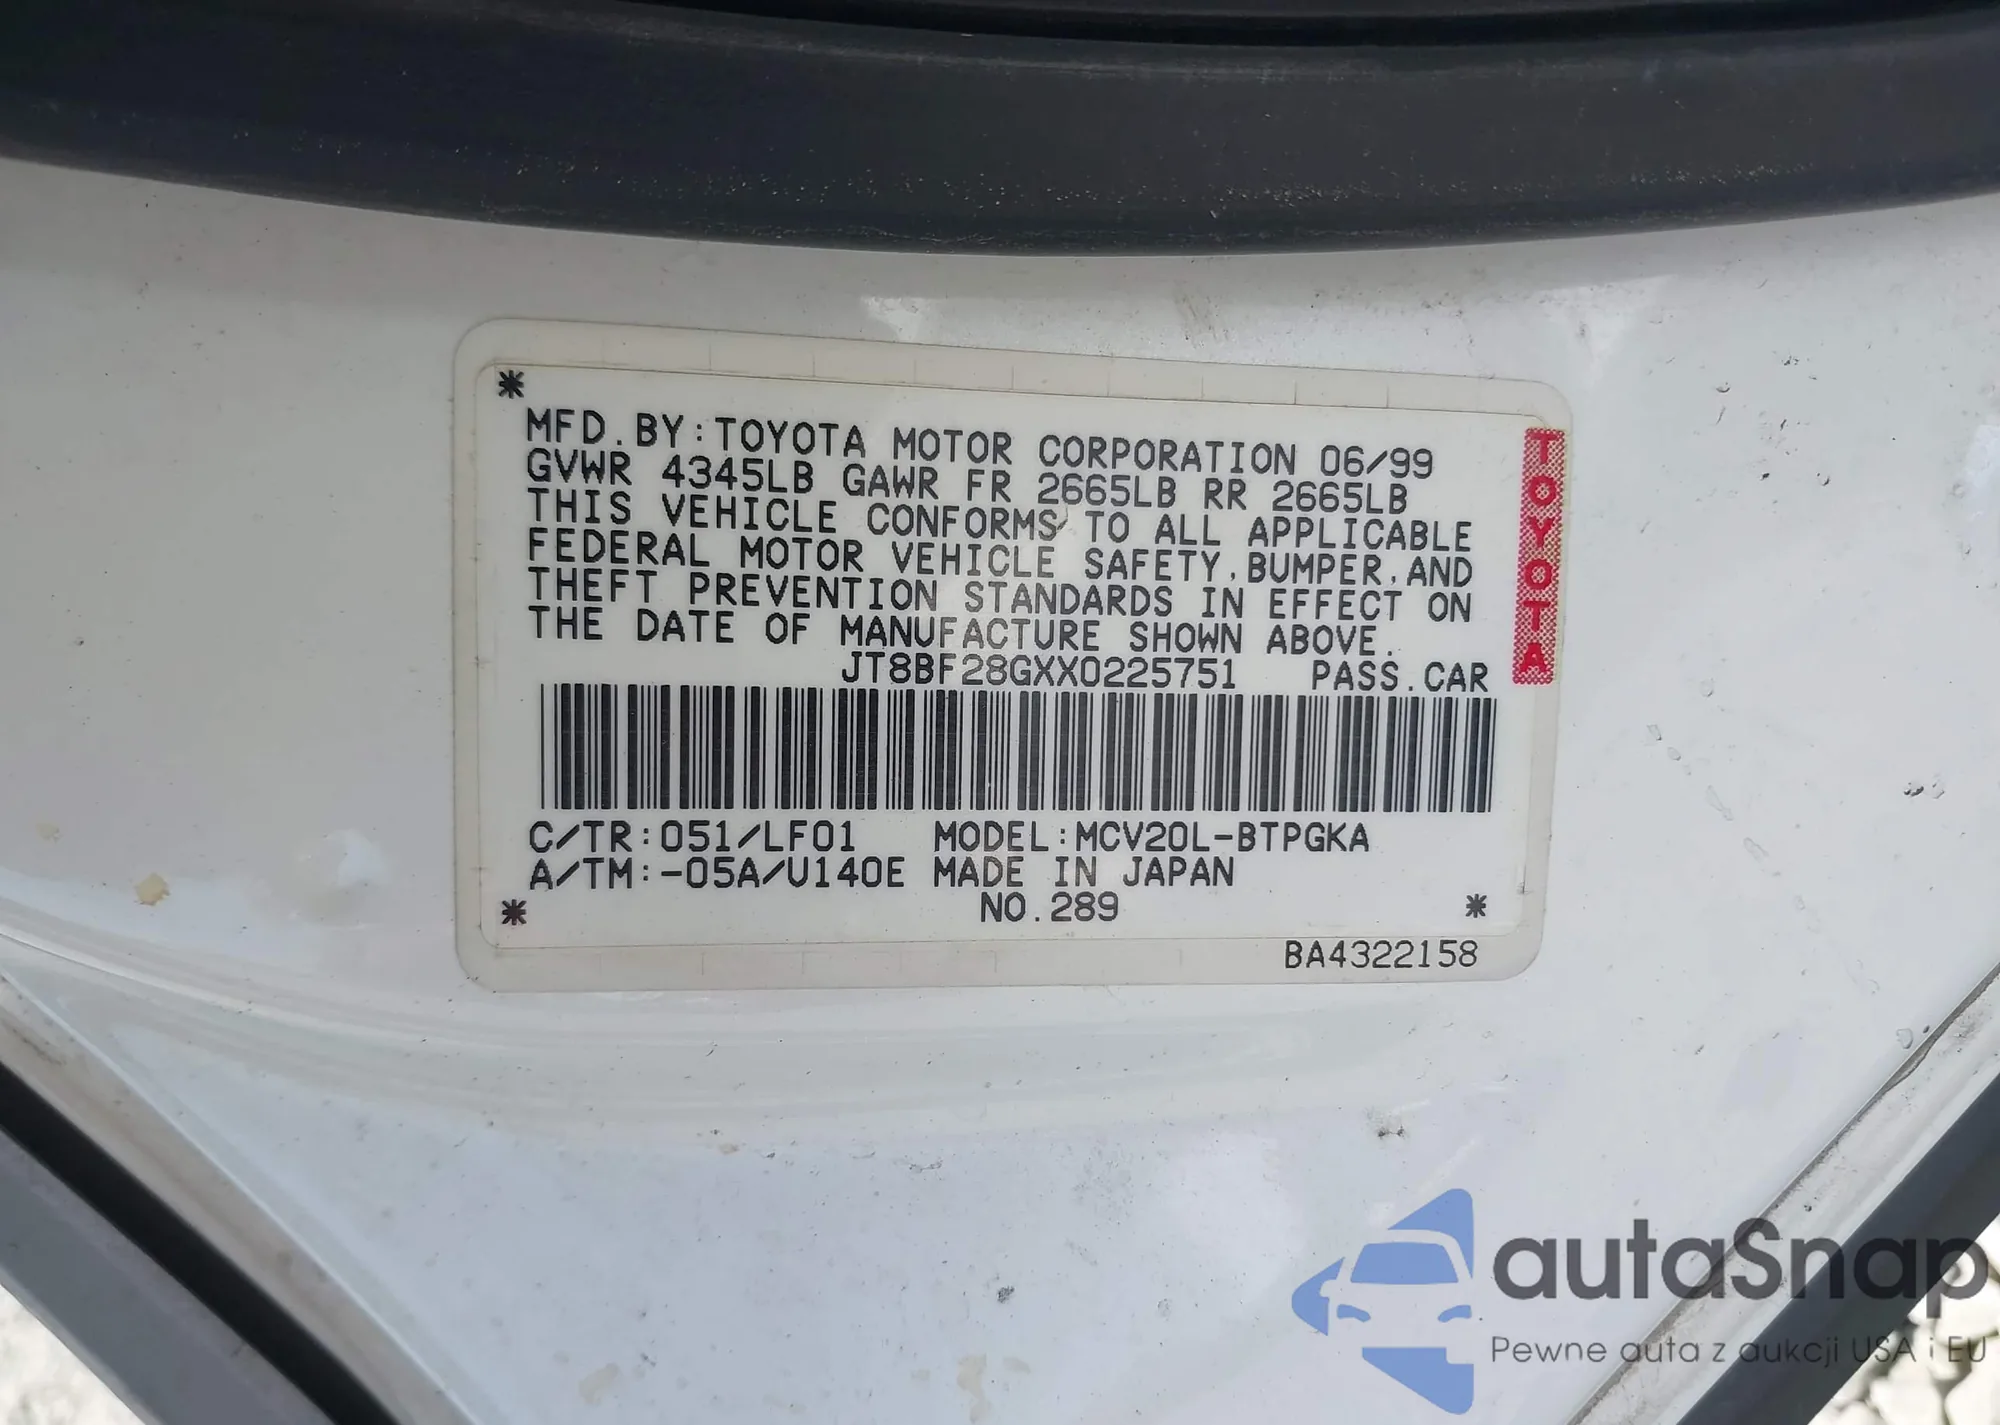 *
MFD.BY:TOYOTA MOTOR CORPORATION 06/99
GVWR 4345LB GAWR FR 2665LB RR 2665LB
THIS VEHICLE CONFORMS TO ALL APPLICABLE
FEDERAL MOTOR VEHICLE SAFETY,BUMPER,AND
THEFT PREVENTION STANDARDS IN EFFECT ON
THE DATE OF MANUFACTURE SHOWN ABOVE.
JT8BF28GXX0225751 PASS.CAR
TOYOTA
C/TR:051/LF01 MODEL:MCV20L-BTPGKA
A/TM:-05A/U140E MADE IN JAPAN
* NO.289 *
BA4322158
autaSnap
Pewne auta z aukcji USA i EU